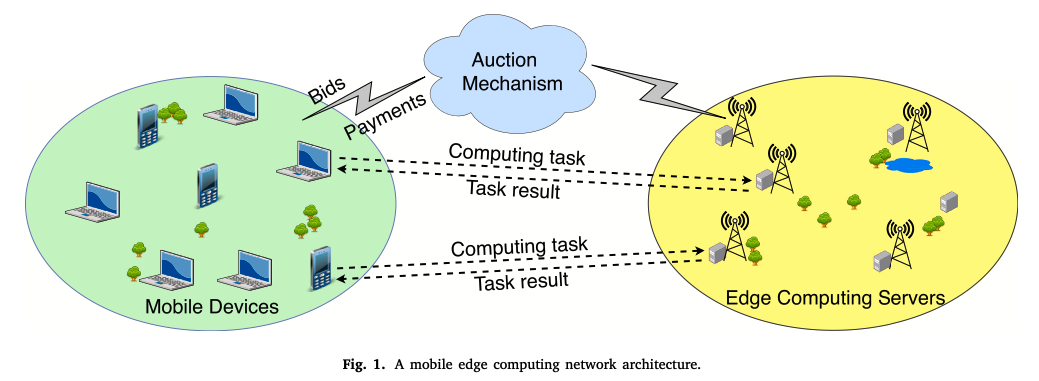 Auction
Mechanism
Bids
Payments
Computing task
Task result
Computing task
Task result
Mobile Devices
Edge Computing Servers
Fig. 1. A mobile edge computing network architecture.